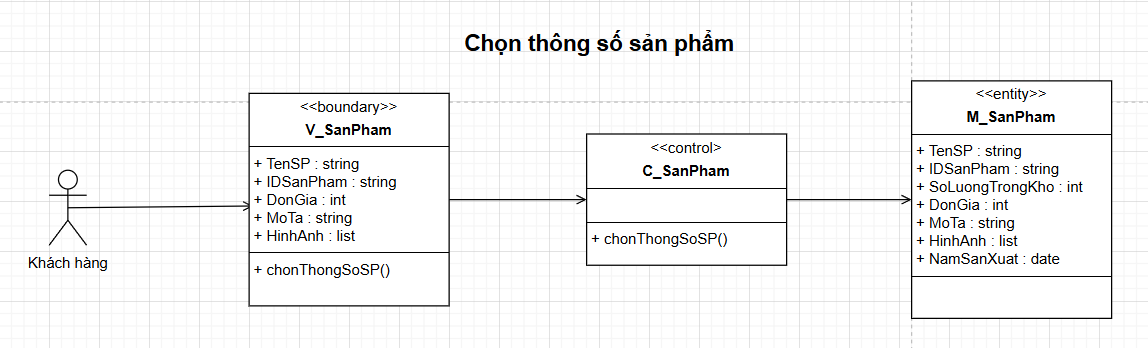 Chọn thông số sản phẩm
Khách hàng
<<boundary>>
V_SanPham
+ TenSP : string
+ IDSanPham : string
+ DonGia : int
+ MoTa : string
+ HinhAnh : list
+ chonThongSoSP()
<<control>
C_SanPham
+ chonThongSoSP()
<<entity>>
M_SanPham
+ TenSP : string
+ IDSanPham : string
+ SoLuongTrongKho : int
+ DonGia : int
+ MoTa : string
+ HinhAnh : list
+ NamSanXuat : date